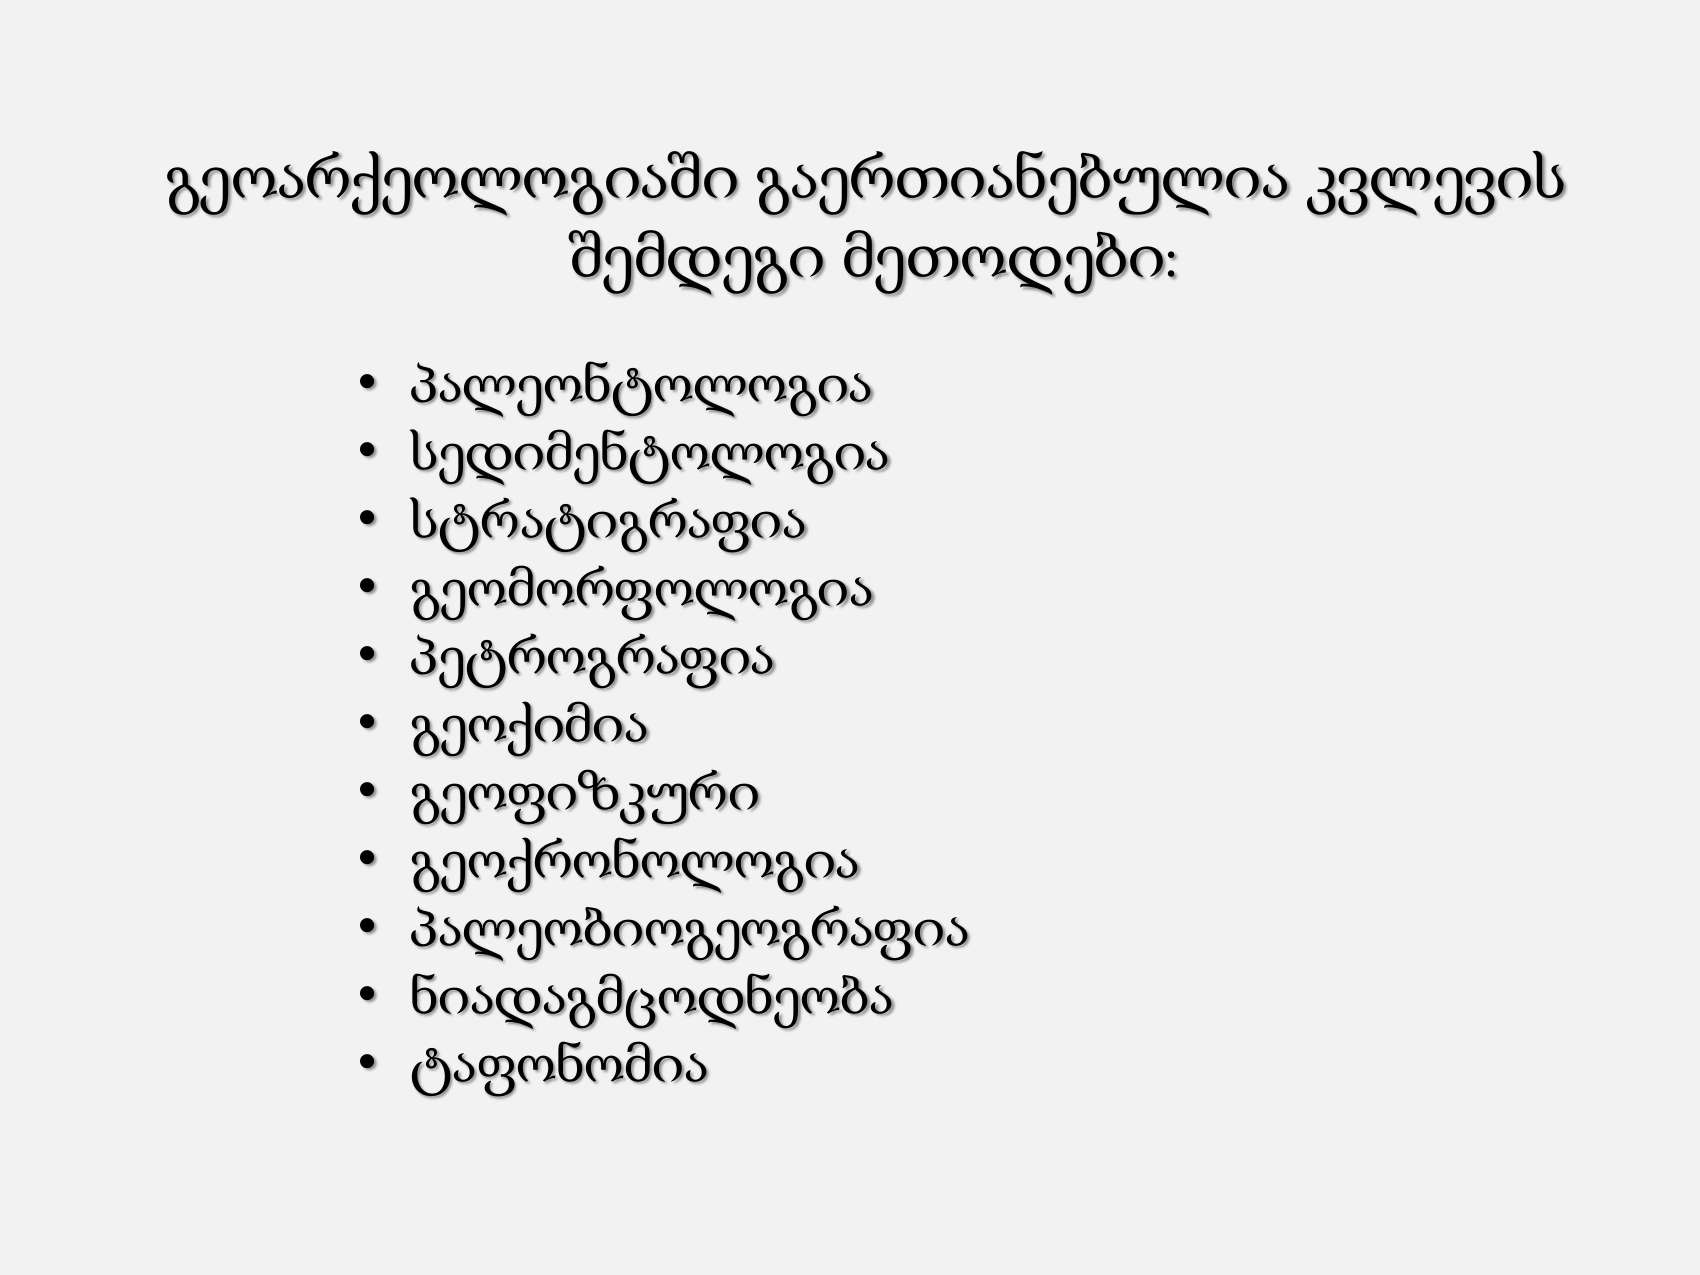 გეოარქეოლოგიაში გაერთიანებულია კვლევის
შემდეგი მეთოდები:
• პალეონტოლოგია
• სედიმენტოლოგია
• სტრატიგრაფია
• გეომორფოლოგია
• პეტროგრაფია
• გეოქიმია
• გეოფიზკური
• გეოქრონოლოგია
• პალეობიოგეოგრაფია
• ნიადაგმცოდნეობა
• ტაფონომია